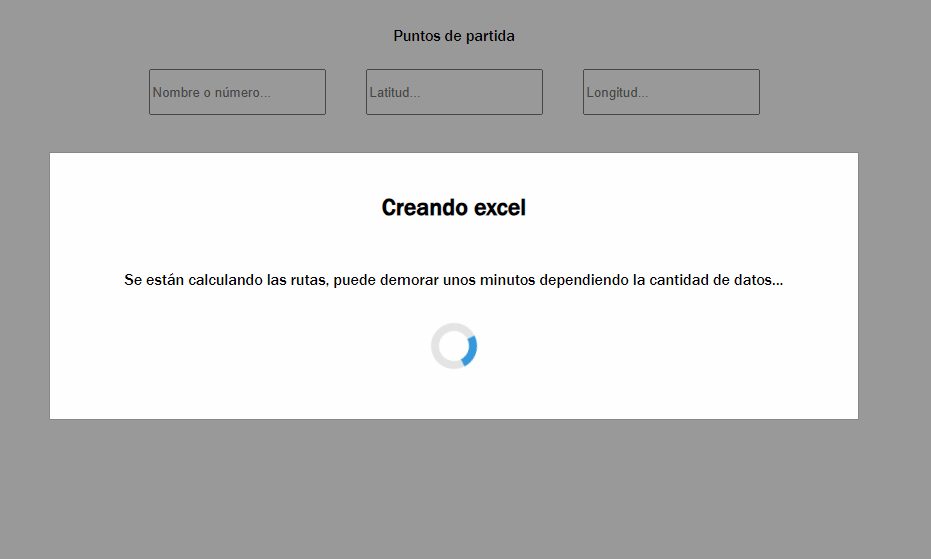 Puntos de partida
Nombre o número... Latitud... Longitud...
Creando excel
Se están calculando las rutas, puede demorar unos minutos dependiendo la cantidad de datos...